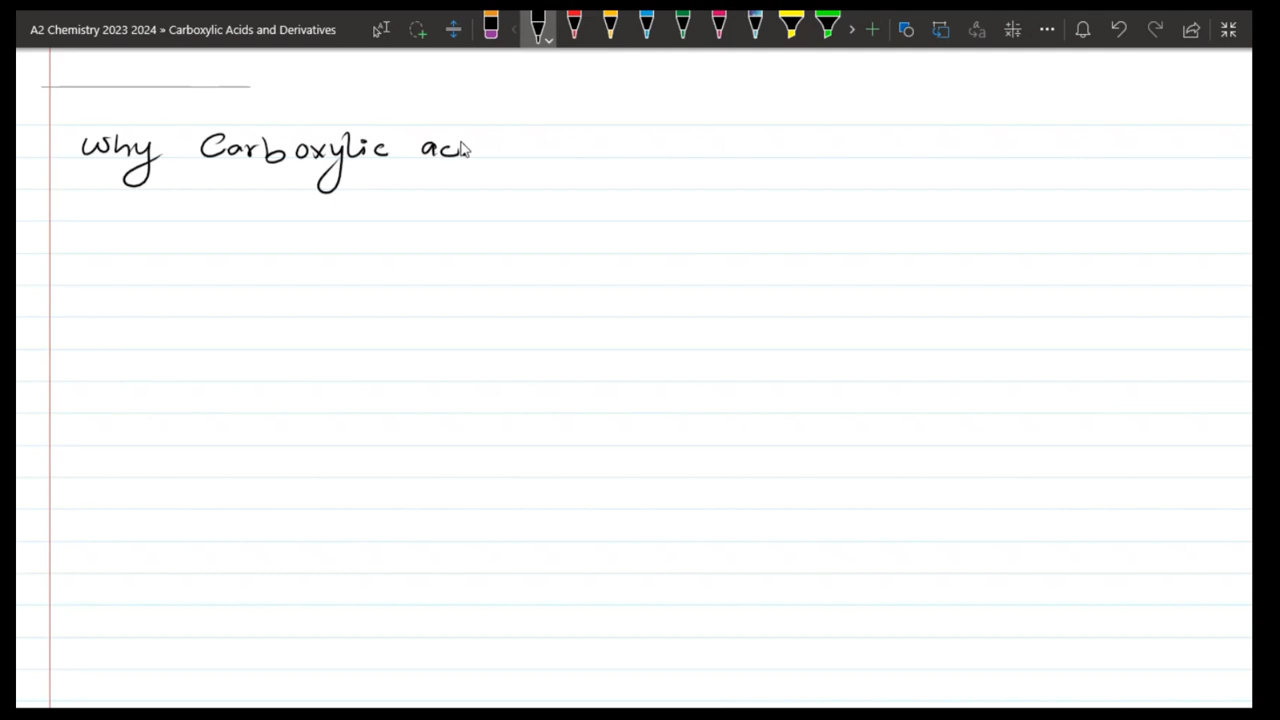 A2 Chemistry 2023 2024 » Carboxylic Acids and Derivatives
why Carboxylic ac